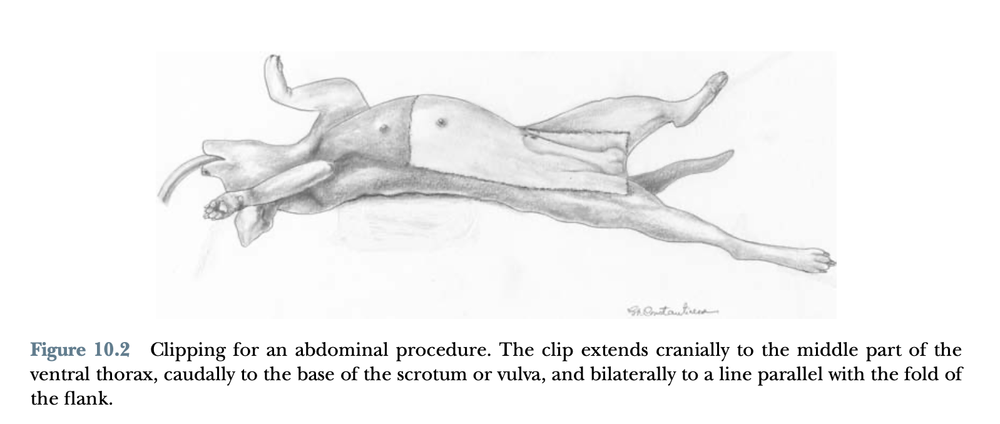 Figure 10.2 Clipping for an abdominal procedure. The clip extends cranially to the middle part of the
ventral thorax, caudally to the base of the scrotum or vulva, and bilaterally to a line parallel with the fold of
the flank.